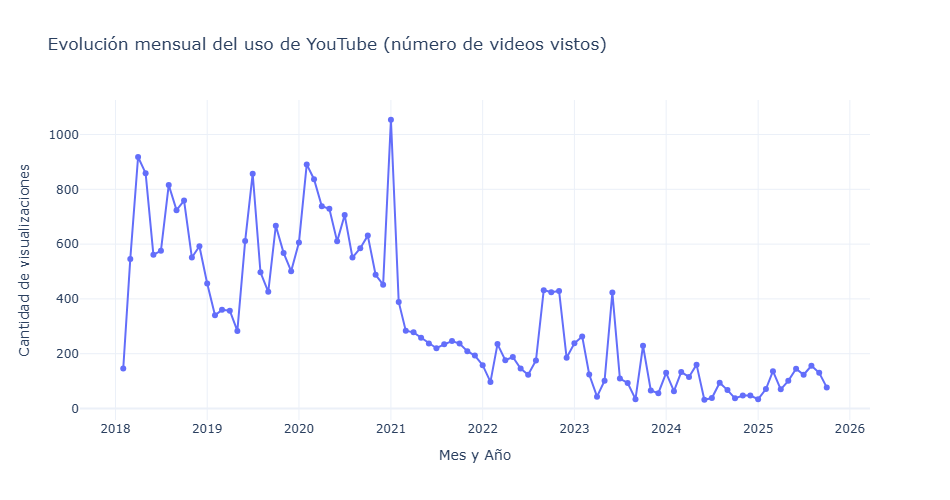 Evolución mensual del uso de YouTube (número de videos vistos)
Cantidad de visualizaciones
1000
800
600
400
200
0
2018 2019 2020 2021 2022 2023 2024 2025 2026
Mes y Año